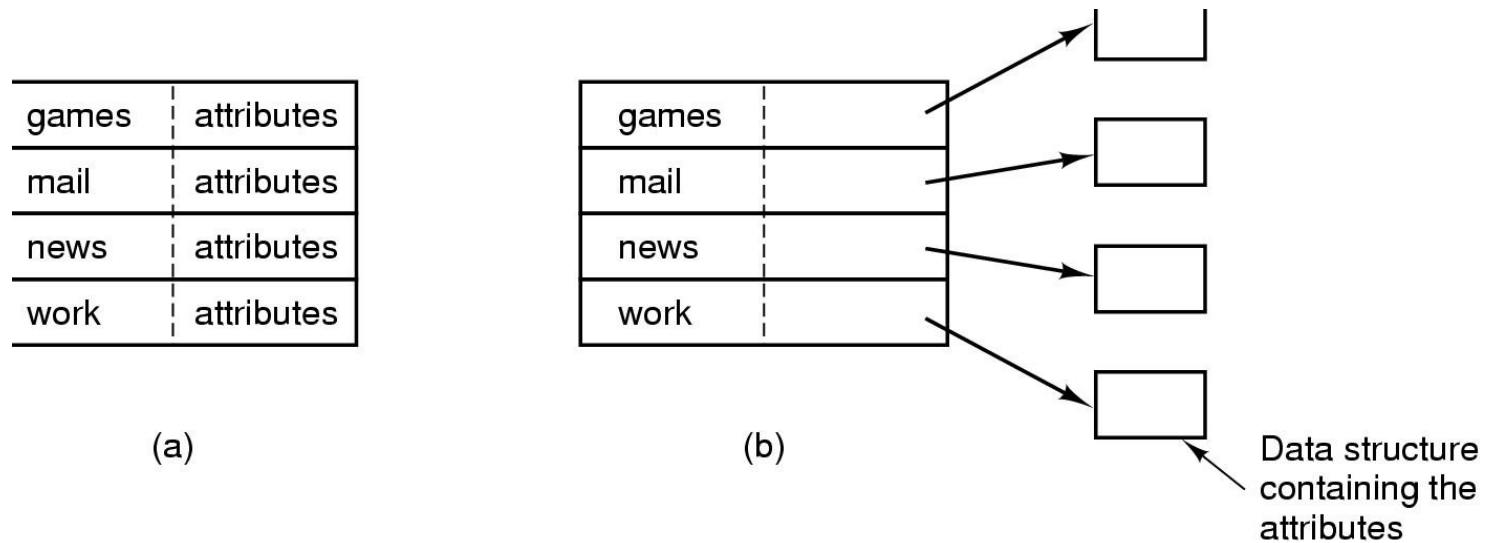 games attributes
mail attributes
news attributes
work attributes
(a)
games
mail
news
work
(b)
Data structure
containing the
attributes